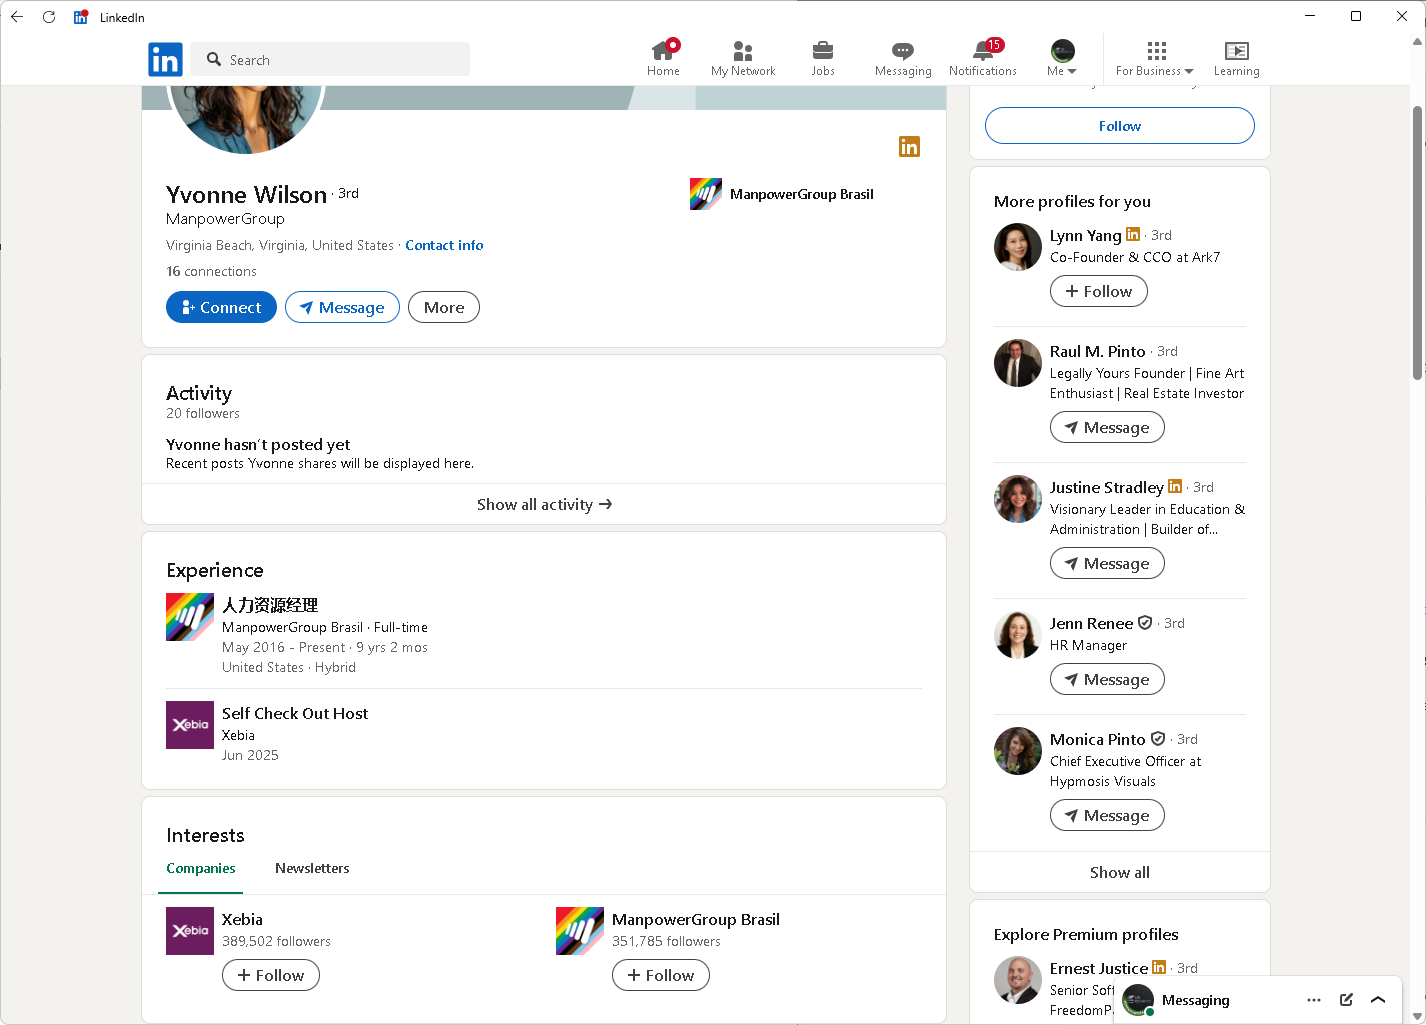 LinkedIn
in
Search
Home
My Network
Jobs
Messaging
15
Notifications
Me
For Business
Learning
Follow
in
Yvonne Wilson · 3rd
ManpowerGroup
Virginia Beach, Virginia, United States · Contact info
16 connections
Connect
Message
More
ManpowerGroup Brasil
Activity
20 followers
Yvonne hasn't posted yet
Recent posts Yvonne shares will be displayed here.
Show all activity →
Experience
人力资源经理
ManpowerGroup Brasil · Full-time
May 2016 - Present · 9 yrs 2 mos
United States · Hybrid
Xebia
Self Check Out Host
Xebia
Jun 2025
Interests
Companies
Newsletters
Xebia
Xebia
389,502 followers
+ Follow
ManpowerGroup Brasil
351,785 followers
+ Follow
More profiles for you
Lynn Yang in · 3rd
Co-Founder & CCO at Ark7
+ Follow
Raul M. Pinto · 3rd
Legally Yours Founder | Fine Art
Enthusiast | Real Estate Investor
Message
Justine Stradley in · 3rd
Visionary Leader in Education &
Administration | Builder of...
Message
Jenn Renee · 3rd
HR Manager
Message
Monica Pinto · 3rd
Chief Executive Officer at
Hypmosis Visuals
Message
Show all
Explore Premium profiles
Ernest Justice in · 3rd
Senior Sof
FreedomP
Messaging